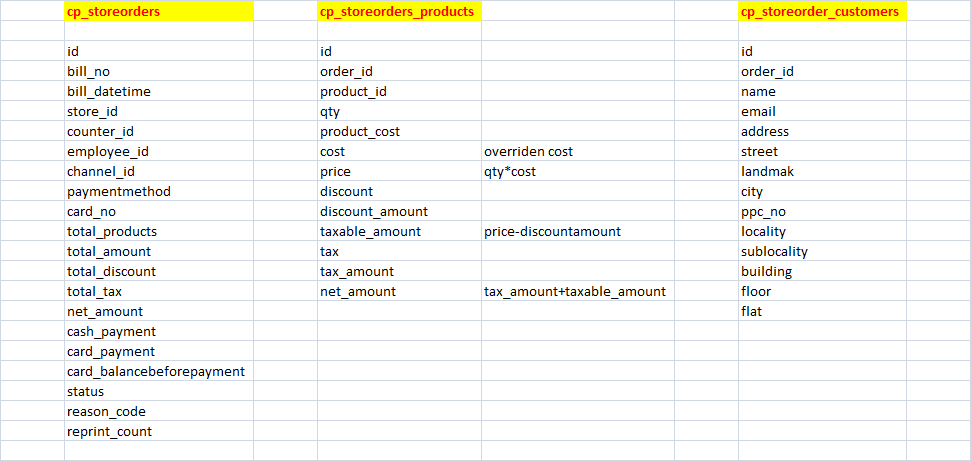 cp_storeorders cp_storeorders_products cp_storeorder_customers
id id id
bill_no order_id order_id
bill_datetime product_id name
store_id qty email
counter_id product_cost address
employee_id cost overriden cost street
channel_id price qty*cost landmak
paymentmethod discount city
card_no discount_amount ppc_no
total_products taxable_amount price-discountamount locality
total_amount tax sublocality
total_discount tax_amount building
total_tax net_amount tax_amount+taxable_amount floor
net_amount flat
cash_payment
card_payment
card_balancebeforepayment
status
reason_code
reprint_count